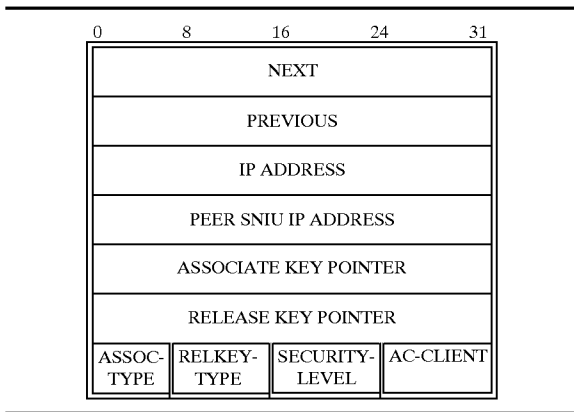 0 8 16 24 31
NEXT
PREVIOUS
IP ADDRESS
PEER SNIU IP ADDRESS
ASSOCIATE KEY POINTER
RELEASE KEY POINTER
ASSOC-
TYPE
RELKEY-
TYPE
SECURITY-
LEVEL
AC-CLIENT